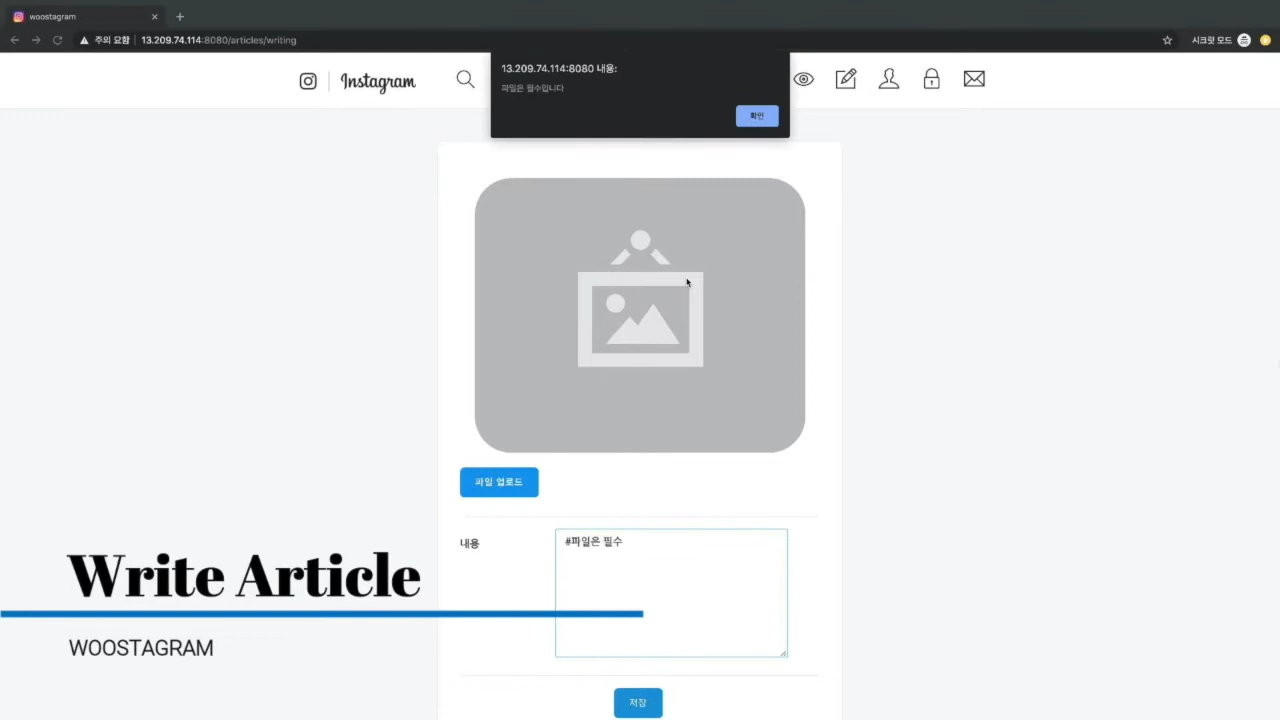 woostagram
주의 요함
13.209.74.114:8080/articles/writing
시크릿 모드
Instagram
13.209.74.114:8080 내용:
파일은 필수입니다
확인
파일 업로드
내용
#파일은 필수
Write Article
WOOSTAGRAM
저장